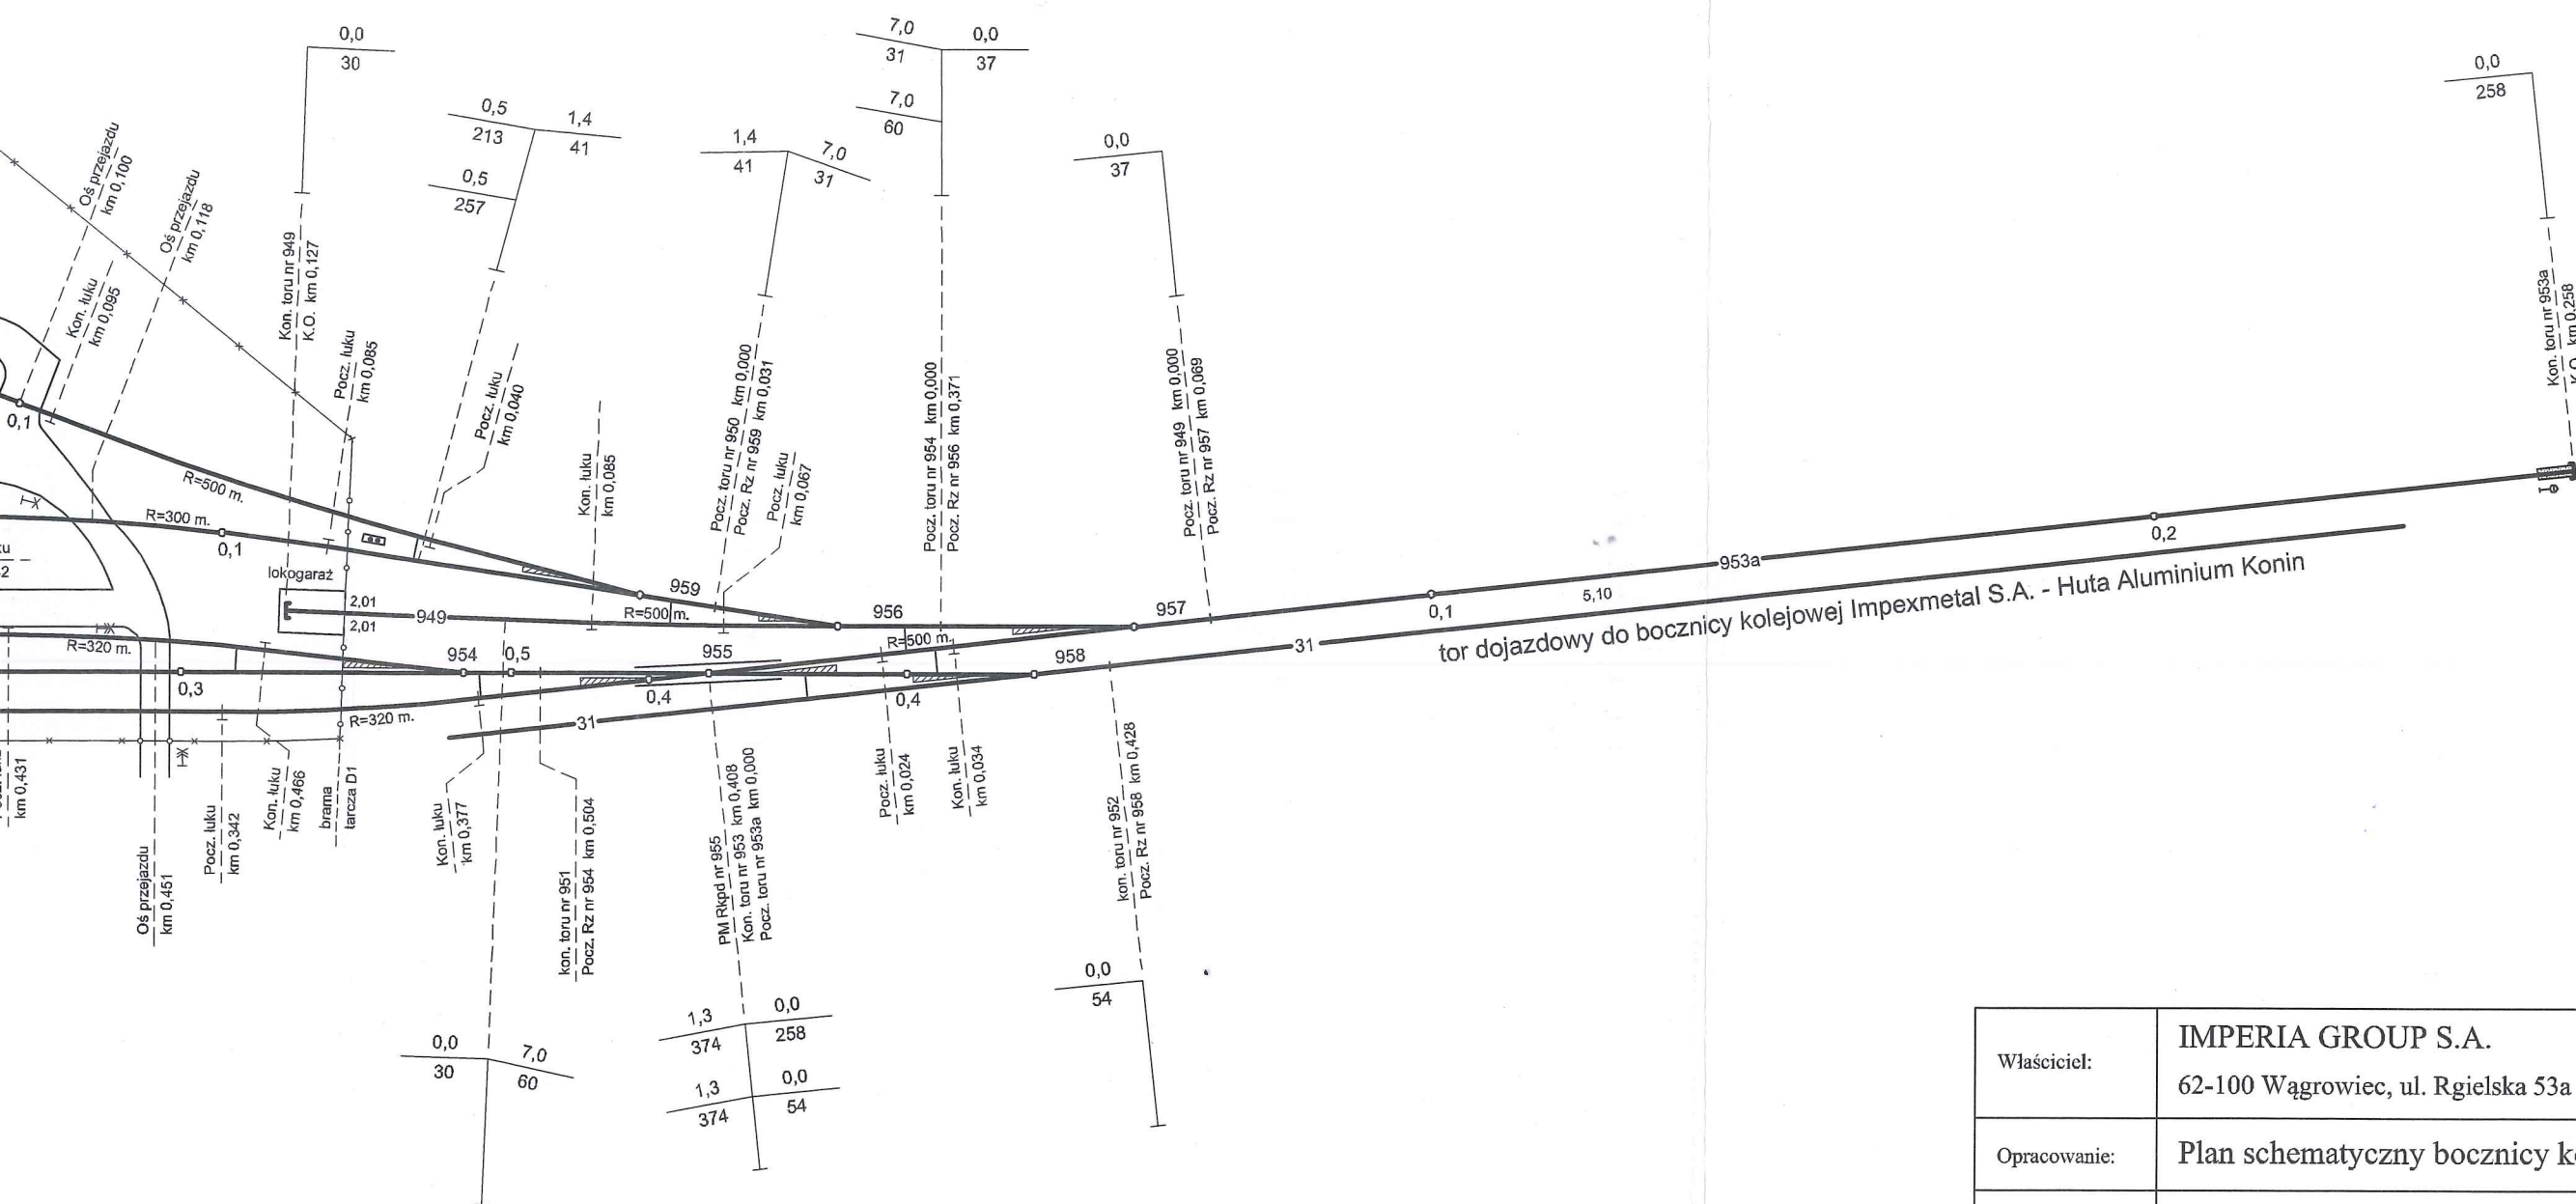 0,0
30
0,5
213
1,4
41
0,5
257
1,4
41
7,0
31
7,0
31
0,0
37
7,0
60
0,0
37
0,0
258
Oś przejazdu
km 0,100
Kon. łuku
km 0,095
Oś przejazdu
km 0,118
Kon. toru nr 949
K.O. km 0,127
Pocz. łuku
km 0,085
Pocz. łuku
km 0,040
Kon. łuku
km 0,085
Pocz. toru nr 950 km 0,000
Pocz. Rz nr 959 km 0,031
Pocz. łuku
km 0,067
Pocz. toru nr 954 km 0,000
Pocz. Rz nr 956 km 0,371
Pocz. toru nr 949 km 0,000
Pocz. Rz nr 957 km 0,069
Kon. toru nr 953a
K.O. km 0,258
0,1
R=500 m.
R=300 m.
0,1
lokogaraż
2,01
2,01
949
959
R=500 m.
956
957
R=500 m.
0,1
953a
5,10
0,2
31
tor dojazdowy do bocznicy kolejowej Impexmetal S.A. - Huta Aluminium Konin
R=320 m.
954
0,5
955
958
0,3
0,4
0,4
R=320 m.
31
km 0,431
Oś przejazdu
km 0,451
Pocz. łuku
km 0,342
Kon. łuku
km 0,466
brama
tarcza D1
Kon. łuku
km 0,377
kon. toru nr 951
Pocz. Rz nr 954 km 0,504
PM Rkpd nr 955
Kon. toru nr 953 km 0,408
Pocz. toru nr 953a km 0,000
Pocz. łuku
km 0,024
Kon. łuku
km 0,034
kon. toru nr 952
Pocz. Rz nr 958 km 0,428
0,0
30
7,0
60
1,3
374
0,0
258
1,3
374
0,0
54
0,0
54
Właściciel:
IMPERIA GROUP S.A.
62-100 Wągrowiec, ul. Rgielska 53a
Opracowanie:
Plan schematyczny bocznicy k